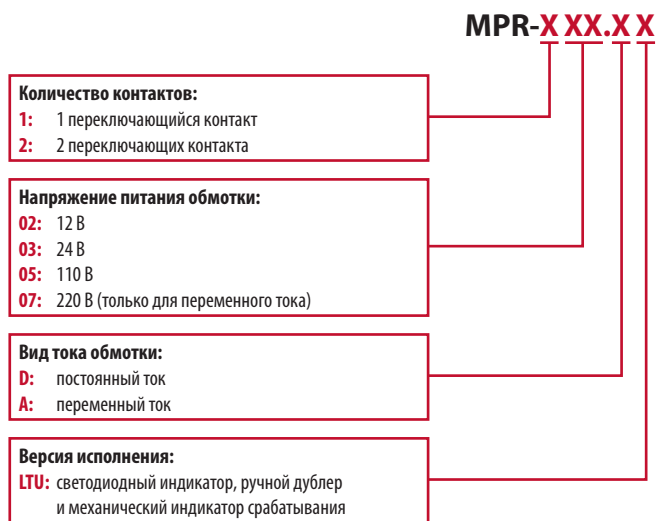 MPR-X XX.X X
Количество контактов:
1: 1 переключающийся контакт
2: 2 переключающих контакта
Напряжение питания обмотки:
02: 12 В
03: 24 В
05: 110 В
07: 220 В (только для переменного тока)
Вид тока обмотки:
D: постоянный ток
A: переменный ток
Версия исполнения:
LTU: светодиодный индикатор, ручной дублер
и механический индикатор срабатывания